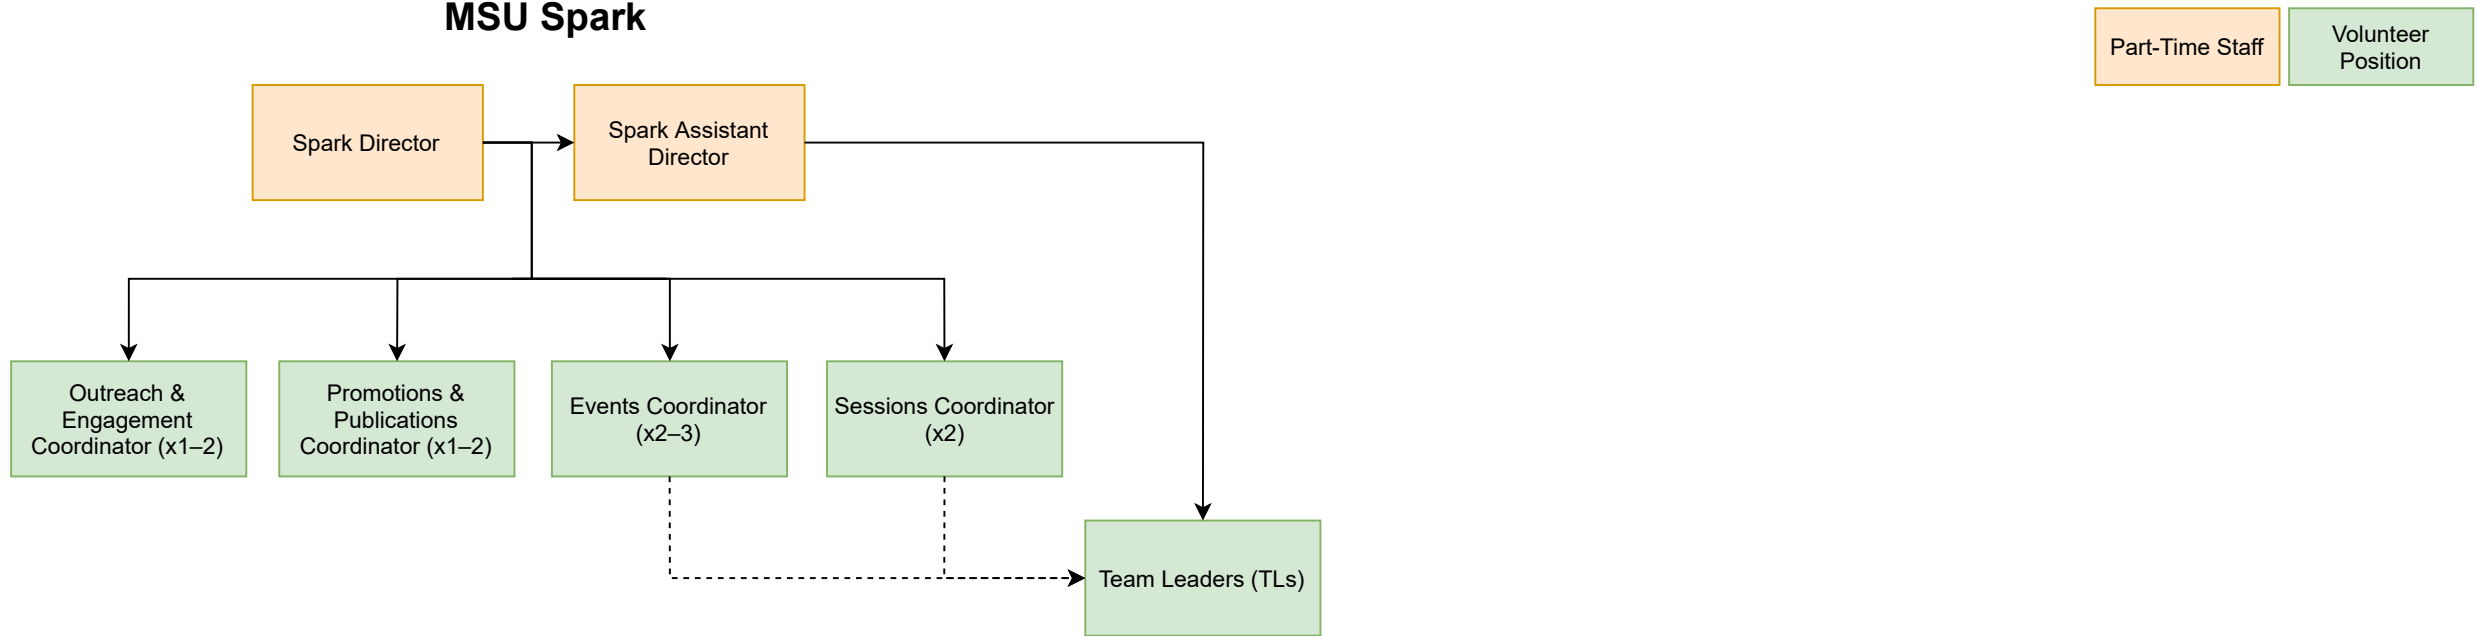 MSU Spark
Part-Time Staff
Volunteer
Position
Spark Director
Spark Assistant
Director
Outreach &
Engagement
Coordinator (x1–2)
Promotions &
Publications
Coordinator (x1–2)
Events Coordinator
(x2–3)
Sessions Coordinator
(x2)
Team Leaders (TLs)